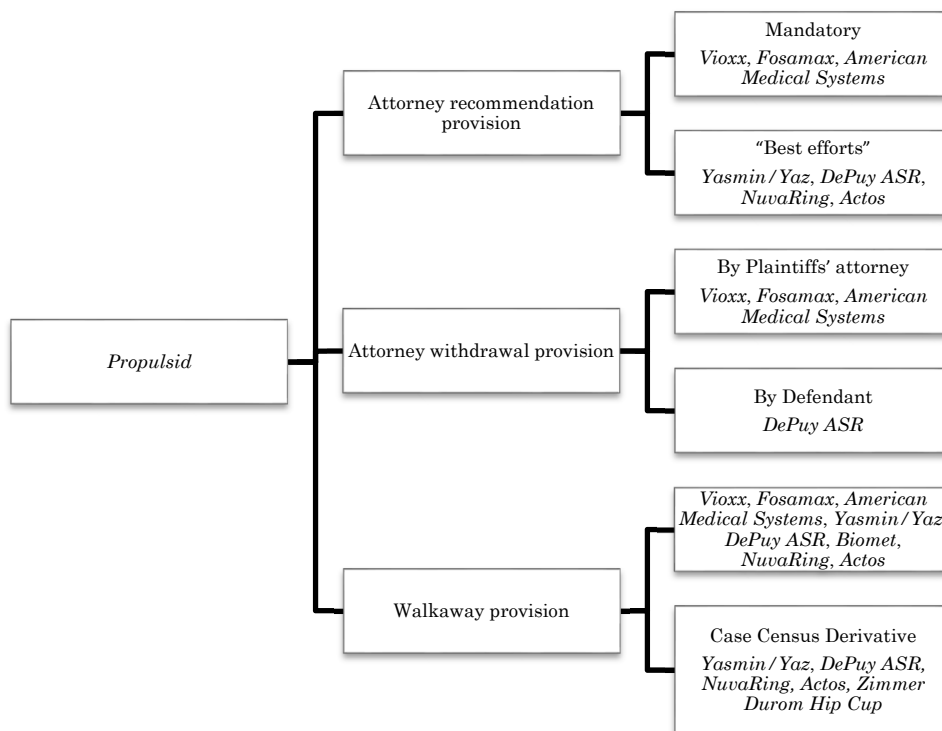 Propulsid
Attorney recommendation
provision
Mandatory
Vioxx, Fosamax, American
Medical Systems
“Best efforts”
Yasmin/Yaz, DePuy ASR,
NuvaRing, Actos
Attorney withdrawal provision
By Plaintiffs’ attorney
Vioxx, Fosamax, American
Medical Systems
By Defendant
DePuy ASR
Walkaway provision
Vioxx, Fosamax, American
Medical Systems, Yasmin/Yaz
DePuy ASR, Biomet,
NuvaRing, Actos
Case Census Derivative
Yasmin/Yaz, DePuy ASR,
NuvaRing, Actos, Zimmer
Durom Hip Cup